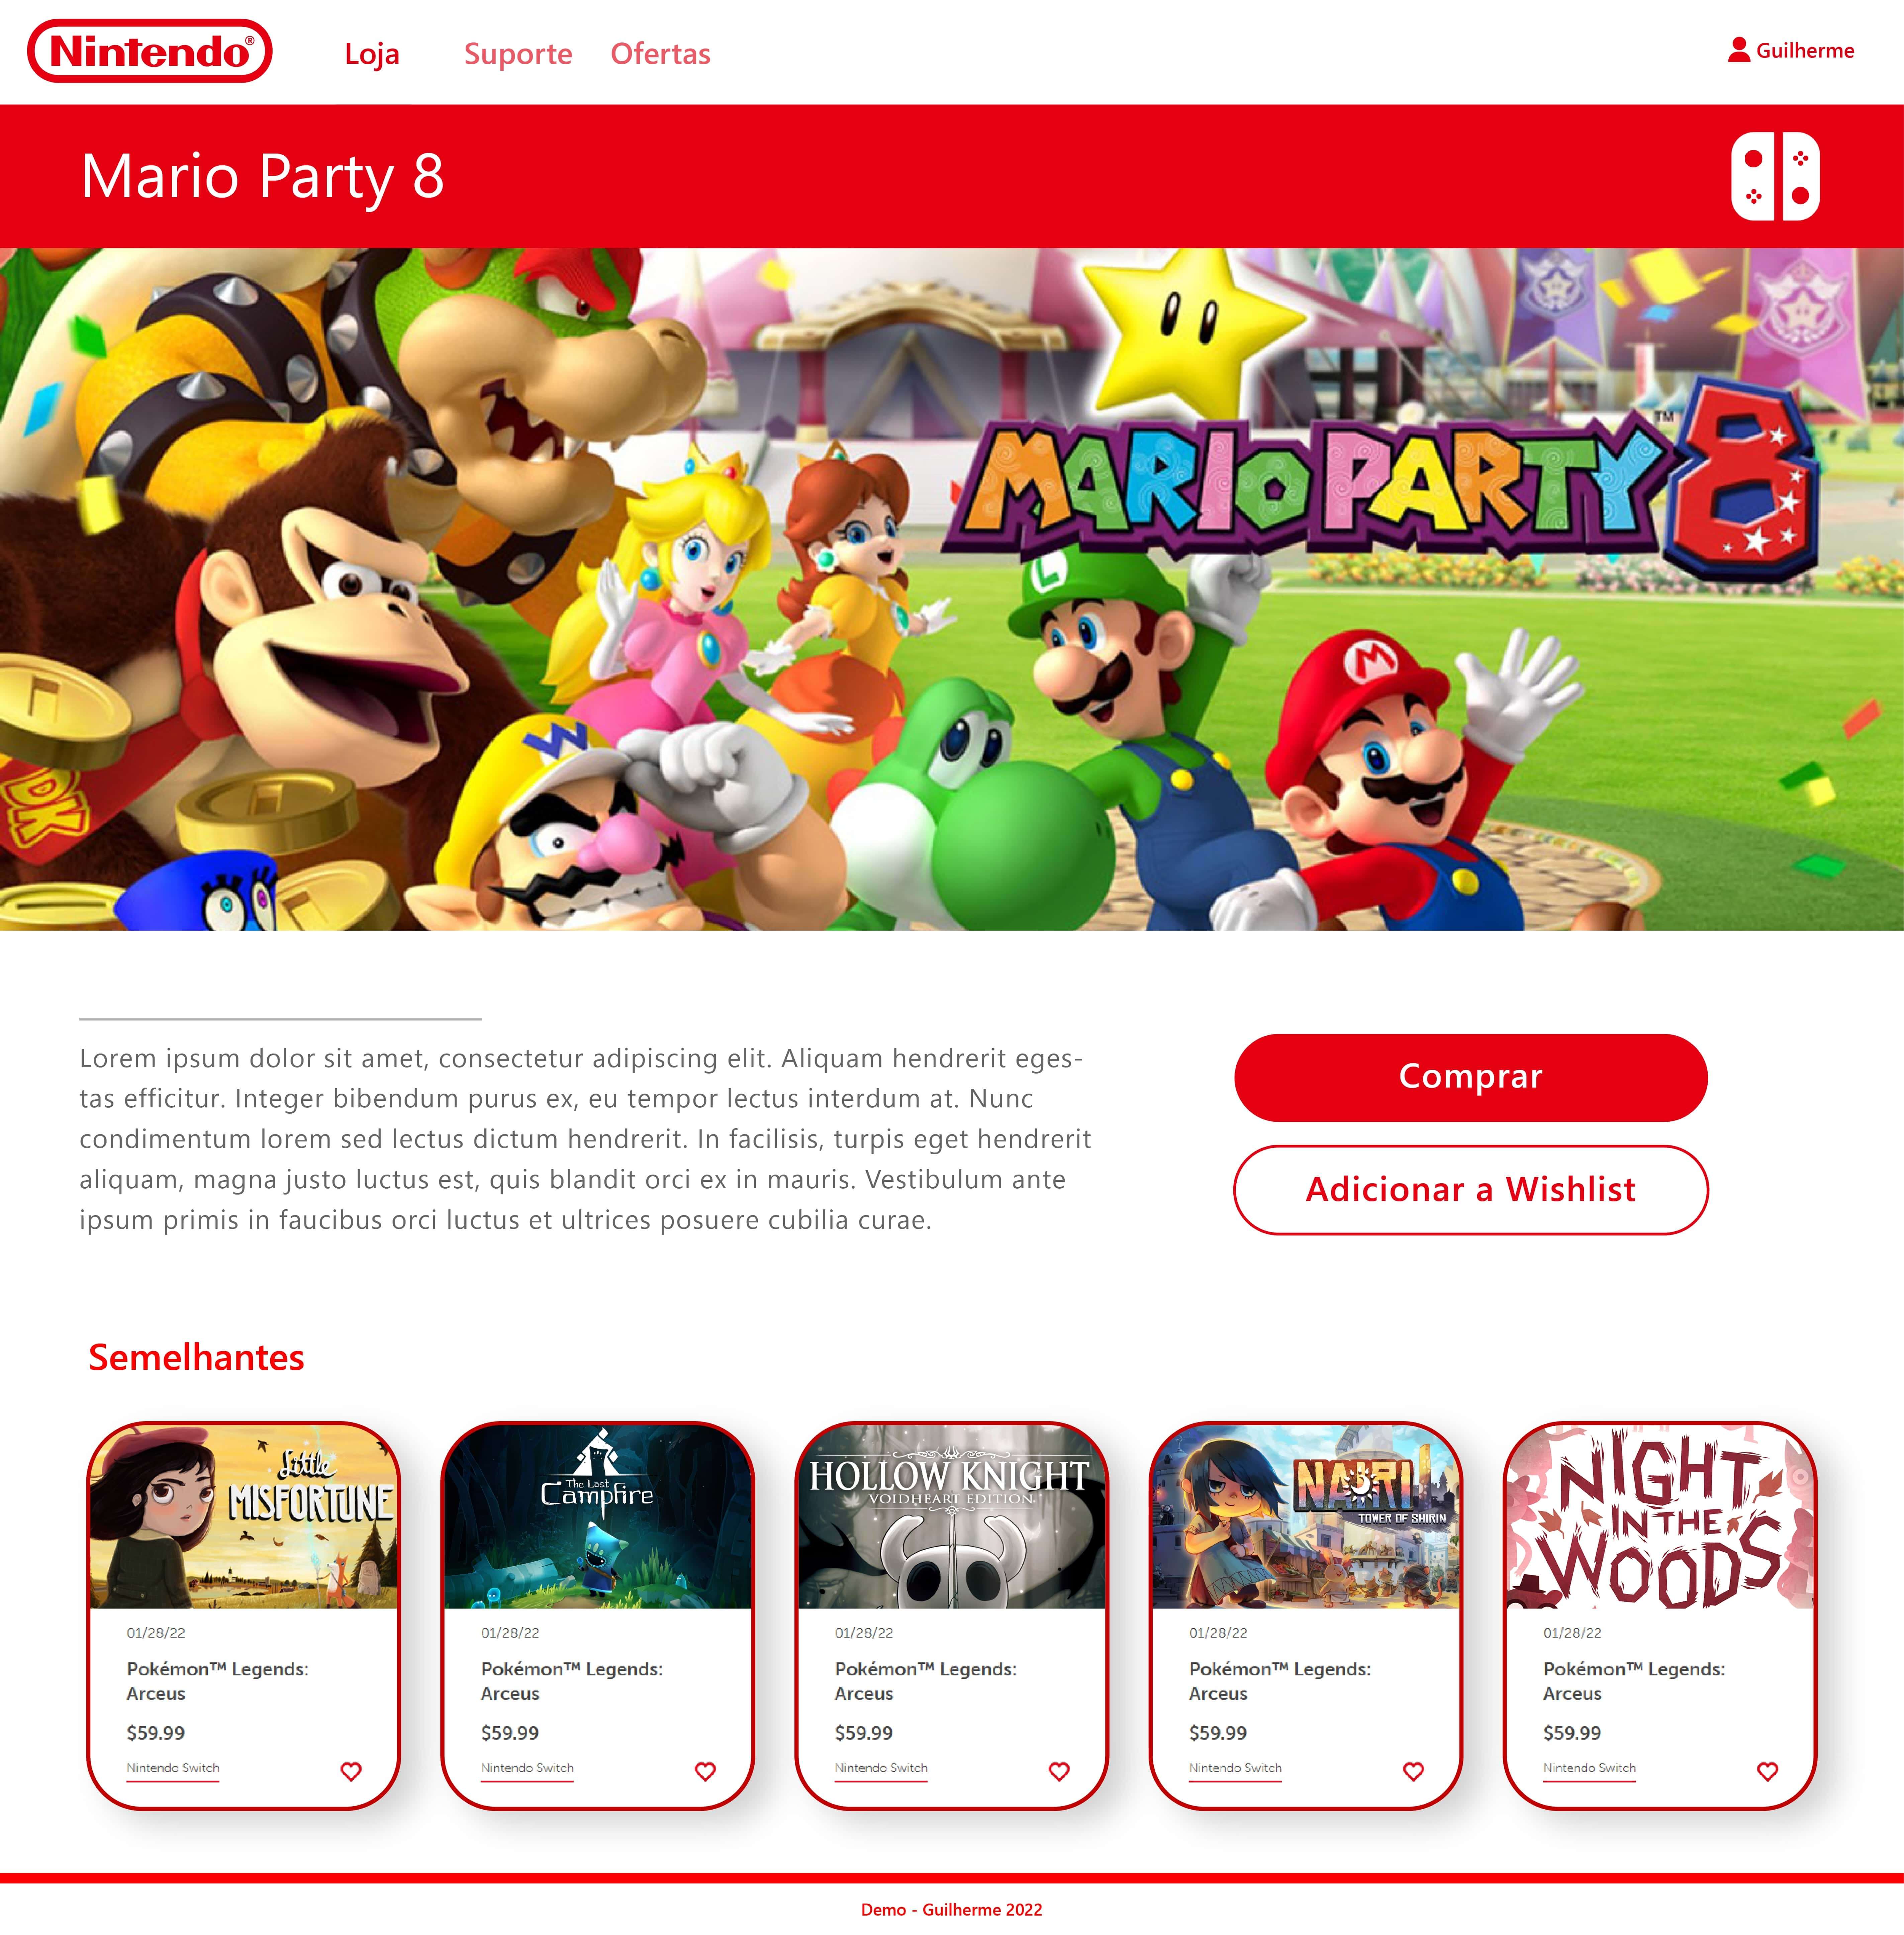 Nintendo®
Loja Suporte Ofertas
Guilherme
Mario Party 8
MARIO PARTY™ 8
L
M
W
DK
Lorem ipsum dolor sit amet, consectetur adipiscing elit. Aliquam hendrerit eges-
tas efficitur. Integer bibendum purus ex, eu tempor lectus interdum at. Nunc
condimentum lorem sed lectus dictum hendrerit. In facilisis, turpis eget hendrerit
aliquam, magna justo luctus est, quis blandit orci ex in mauris. Vestibulum ante
ipsum primis in faucibus orci luctus et ultrices posuere cubilia curae.
Comprar
Adicionar a Wishlist
Semelhantes
Little
MISFORTUNE
01/28/22
Pokémon™ Legends:
Arceus
$59.99
Nintendo Switch
The Last
Campfire
01/28/22
Pokémon™ Legends:
Arceus
$59.99
Nintendo Switch
HOLLOW KNIGHT
VOIDHEART EDITION
01/28/22
Pokémon™ Legends:
Arceus
$59.99
Nintendo Switch
NAIRI
TOWER OF SHIRIN
01/28/22
Pokémon™ Legends:
Arceus
$59.99
Nintendo Switch
NIGHT
IN THE
WOODS
01/28/22
Pokémon™ Legends:
Arceus
$59.99
Nintendo Switch
Demo - Guilherme 2022